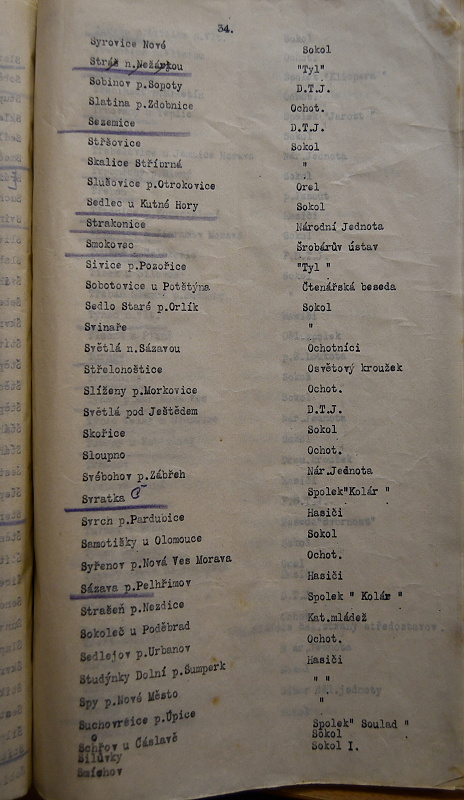 34.
Syrovice Nové Sokol
Stráž n.Nežárkou "Tyl"
Sobinov p.Sopoty D.T.J.
Slatina p.Zdobnice Ochot.
Sezemice D.T.J.
Střšovice Sokol
Skalice Stříbrná "
Slušovice p.Otrokovice Orel
Sedlec u Kutné Hory Sokol
Strakonice Národní Jednota
Smokovec Šrobárův ústav
Sivice p.Pozořice "Tyl "
Sobotovice u Potštýna Čtenářská beseda
Sedlo Staré p.Orlík Sokol
Svinaře "
Světlá n.Sázavou Ochotníci
Střelohoštice Osvětový kroužek
Slíženy p.Morkovice Ochot.
Světlá pod Ještědem D.T.J.
Skořice Sokol
Sloupno Ochot.
Svébohov p.Zábřeh Nár.Jednota
Svratka Č Spolek"Kolár "
Syrch p.Pardubice Hasiči
Samotišky u Olomouce Sokol
Syřenov p.Nová Ves Morava Ochot.
Sázava p.Pelhřimov Hasiči
Strašeň p.Nezdice Spolek " Kolár "
Sokoleč u Poděbrad Kat.mládež
Sedlejov p.Urbanov Ochot.
Studýnky Dolní p.Šumperk Hasiči
Spy p.Nové Město " "
Suchovršice p.Úpice "
Schřov u Čáslavě Spolek" Soulad "
Silůvky Sokol
Smíchov Sokol I.